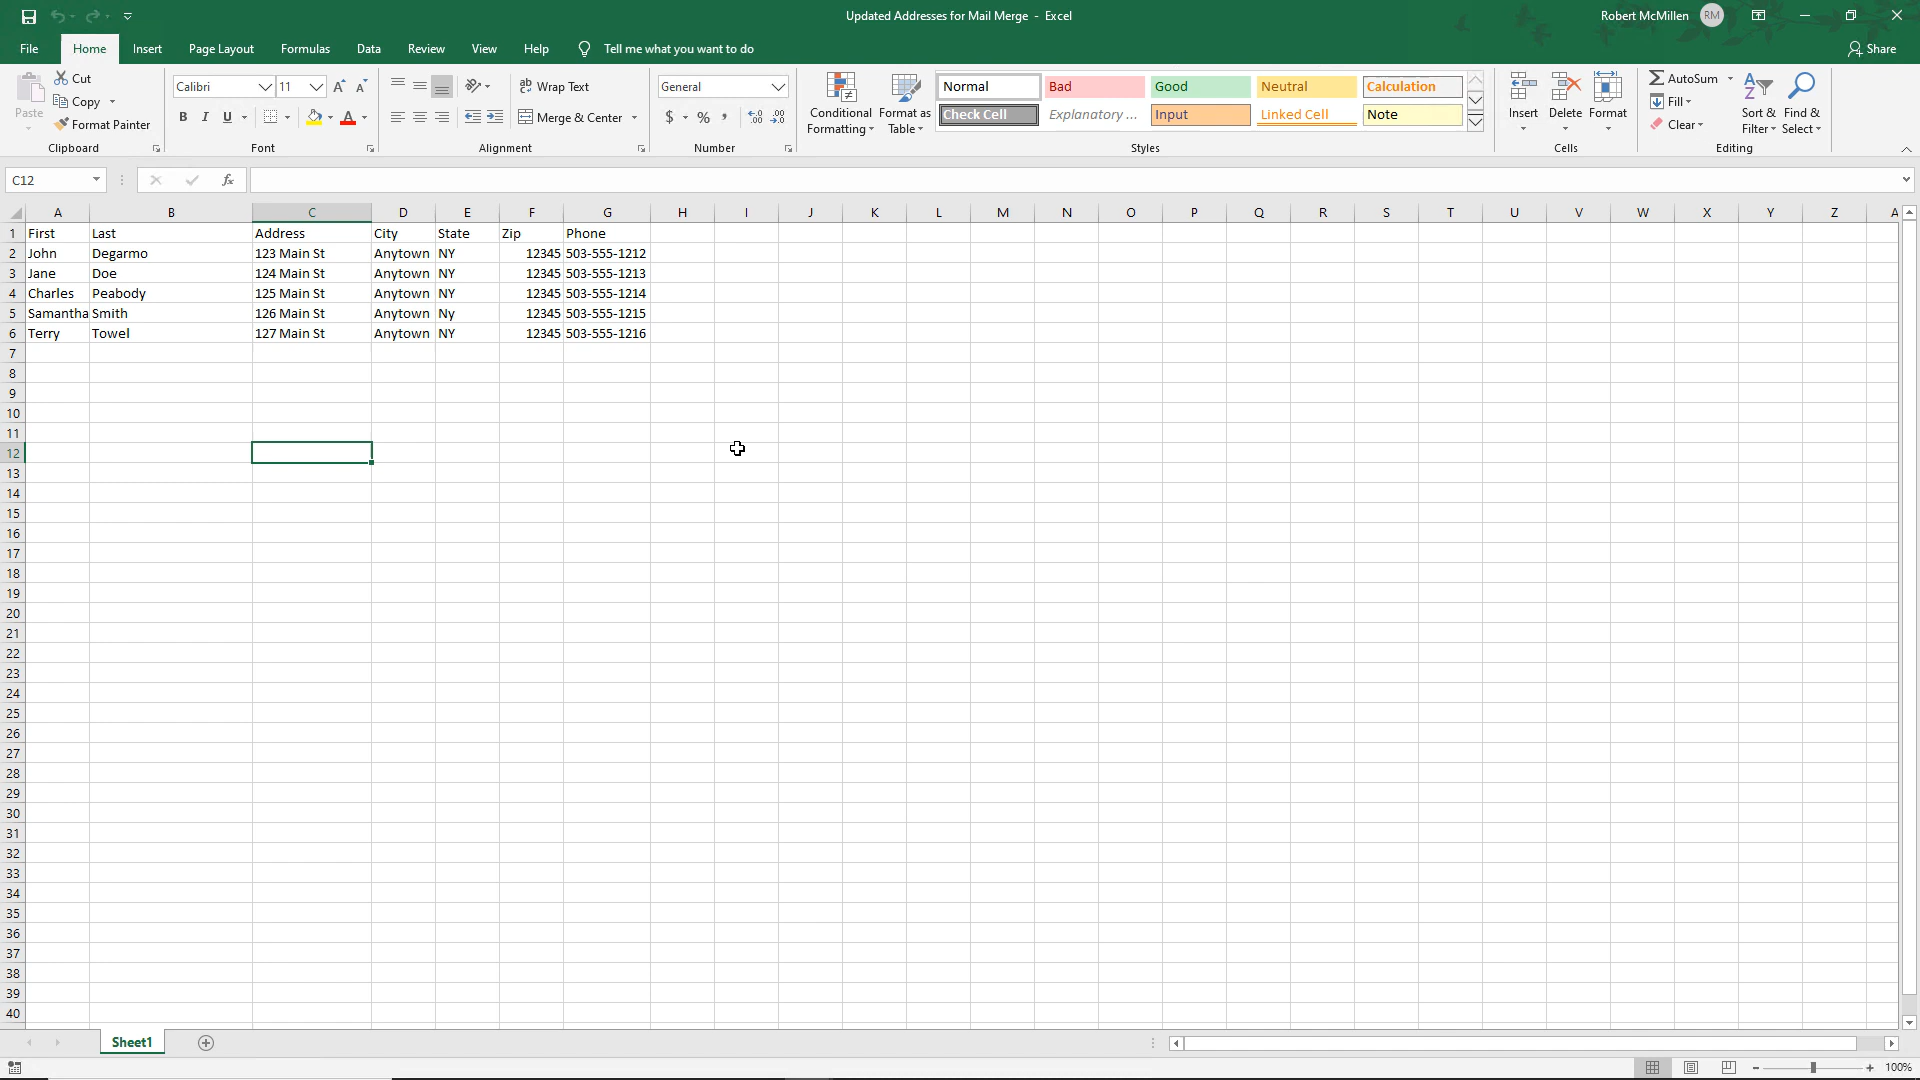 Updated Addresses for Mail Merge - Excel
Robert McMillen RM
File Home Insert Page Layout Formulas Data Review View Help Tell me what you want to do Share
Paste Cut Copy Format Painter Clipboard
Calibri 11 B I U A Font
Wrap Text Merge & Center Alignment
General $ % , Number
Conditional Formatting Format as Table
Normal Bad Good Neutral Calculation
Check Cell Explanatory ... Input Linked Cell Note
Styles
Insert Delete Format Cells
AutoSum Fill Clear Sort & Filter Find & Select Editing
C12 fx
A B C D E F G H I J K L M N O P Q R S T U V W X Y Z A
1 First Last Address City State Zip Phone
2 John Degarmo 123 Main St Anytown NY 12345 503-555-1212
3 Jane Doe 124 Main St Anytown NY 12345 503-555-1213
4 Charles Peabody 125 Main St Anytown NY 12345 503-555-1214
5 Samantha Smith 126 Main St Anytown Ny 12345 503-555-1215
6 Terry Towel 127 Main St Anytown NY 12345 503-555-1216
7
8
9
10
11
12
13
14
15
16
17
18
19
20
21
22
23
24
25
26
27
28
29
30
31
32
33
34
35
36
37
38
39
40
Sheet1
100%